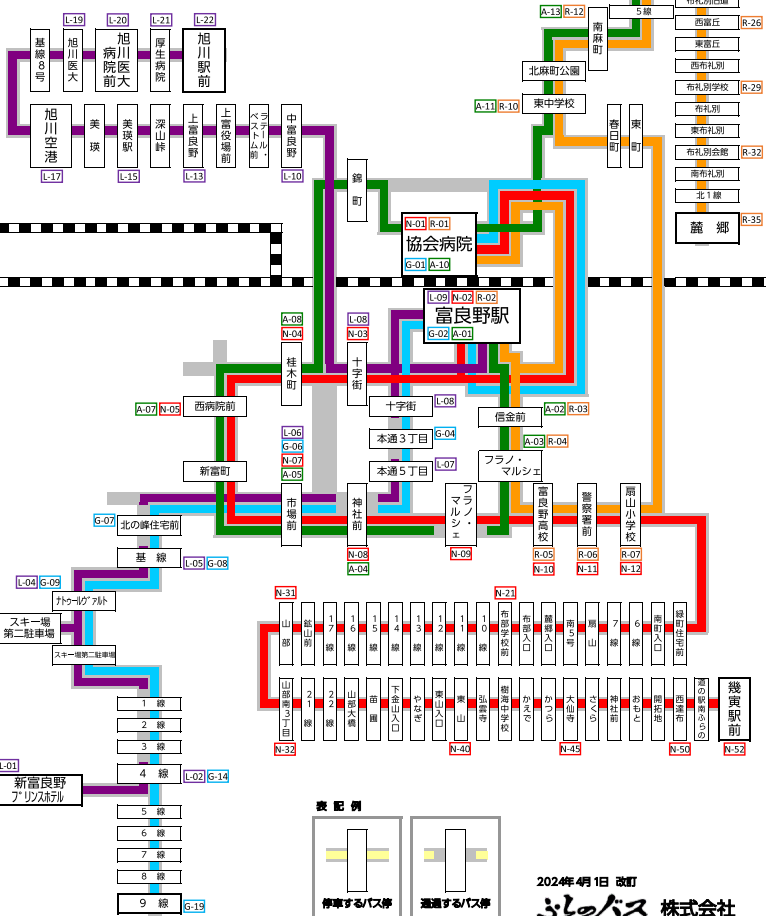 L-19
L-20
L-21
L-22
基線8号
旭川医大
旭川医大病院前
厚生病院
旭川駅前
旭川空港
美瑛
美瑛駅
深山峠
上富良野
上富役場前
ラテール・ベストム前
中富良野
L-17
L-15
L-13
L-10
A-13
R-12
5線
南麻町
北麻町公園
A-11
R-10
東中学校
春日町
東町
布礼別旧道
西富丘
R-26
東富丘
西布礼別
布礼別学校
R-29
布礼別
東布礼別
布礼別会館
R-32
南布礼別
北1線
麓郷
R-35
錦町
N-01
R-01
協会病院
G-01
A-10
L-09
N-02
R-02
富良野駅
G-02
A-01
A-08
N-04
桂木町
L-08
N-03
十字街
A-07
N-05
西病院前
新富町
十字街
L-08
本通3丁目
G-04
本通5丁目
L-07
信金前
A-02
R-03
A-03
R-04
フラノ・マルシェ
L-06
G-06
N-07
A-05
市場前
神社前
N-08
A-04
フラノ・マルシェ
N-09
富良野高校
R-05
N-10
警察署前
R-06
N-11
扇山小学校
R-07
N-12
G-07
北の峰住宅前
基線
L-05
G-08
L-04
G-09
ナトゥールヴァルト
スキー場第二駐車場
スキー場第二駐車場
1線
2線
3線
4線
L-02
G-14
L-01
新富良野プリンスホテル
5線
6線
7線
8線
9線
G-19
N-31
N-21
山部
鉱山前
17線
16線
15線
14線
13線
12線
11線
10線
布部学校前
布部入口
麓郷入口
南5号
扇山
7線
6線
南町入口
緑町住宅前
山部南3丁目
21線
22線
山部大橋
苗圃
下金山入口
やなぎ
東山入口
東山
弘雲寺
樹海中学校
かえで
かつら
大仙寺
さくら
神社前
おもと
開拓地
西達布
道の駅南ふらの
幾寅駅前
N-32
N-40
N-45
N-50
N-52
表記例
停車するバス停
通過するバス停
2024年4月1日 改訂
ふらのバス 株式会社